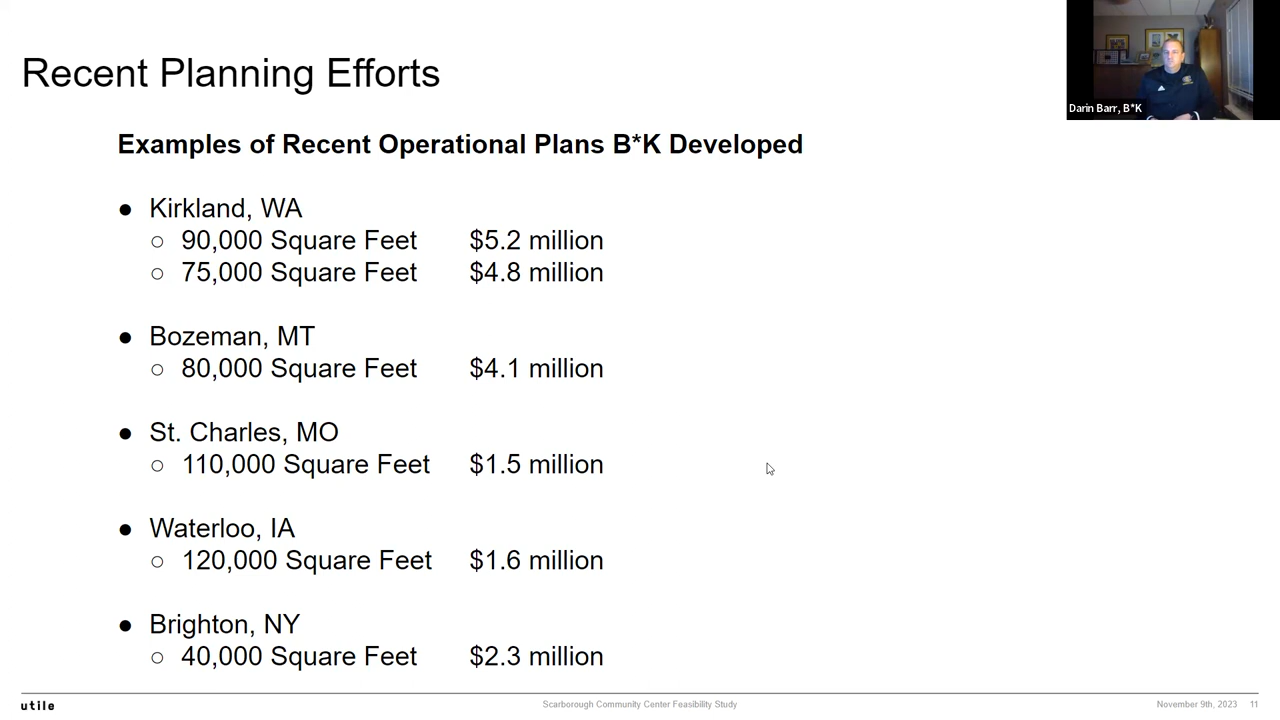 Recent Planning Efforts
Darin Barr, B*K
Examples of Recent Operational Plans B*K Developed
● Kirkland, WA
○ 90,000 Square Feet $5.2 million
○ 75,000 Square Feet $4.8 million
● Bozeman, MT
○ 80,000 Square Feet $4.1 million
● St. Charles, MO
○ 110,000 Square Feet $1.5 million
● Waterloo, IA
○ 120,000 Square Feet $1.6 million
● Brighton, NY
○ 40,000 Square Feet $2.3 million
utile Scarborough Community Center Feasibility Study November 9th, 2023 11